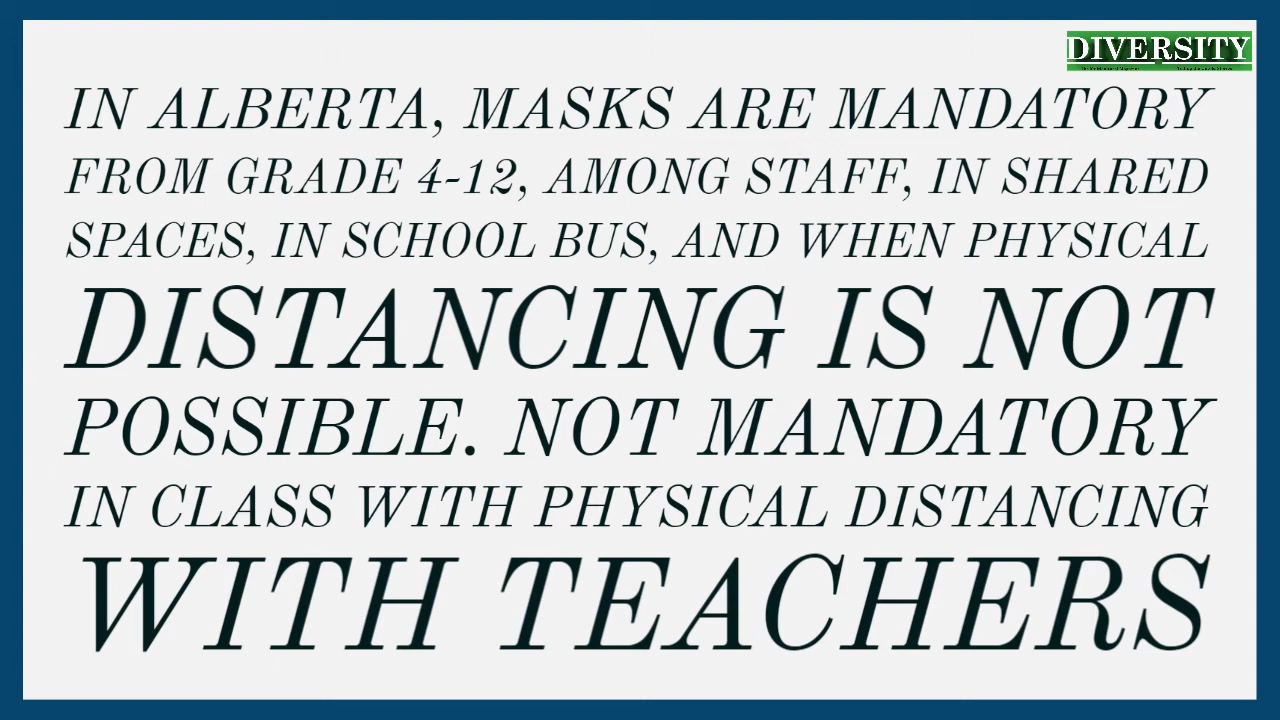 DIVERSITY
IN ALBERTA, MASKS ARE MANDATORY
FROM GRADE 4-12, AMONG STAFF, IN SHARED
SPACES, IN SCHOOL BUS, AND WHEN PHYSICAL
DISTANCING IS NOT
POSSIBLE. NOT MANDATORY
IN CLASS WITH PHYSICAL DISTANCING
WITH TEACHERS